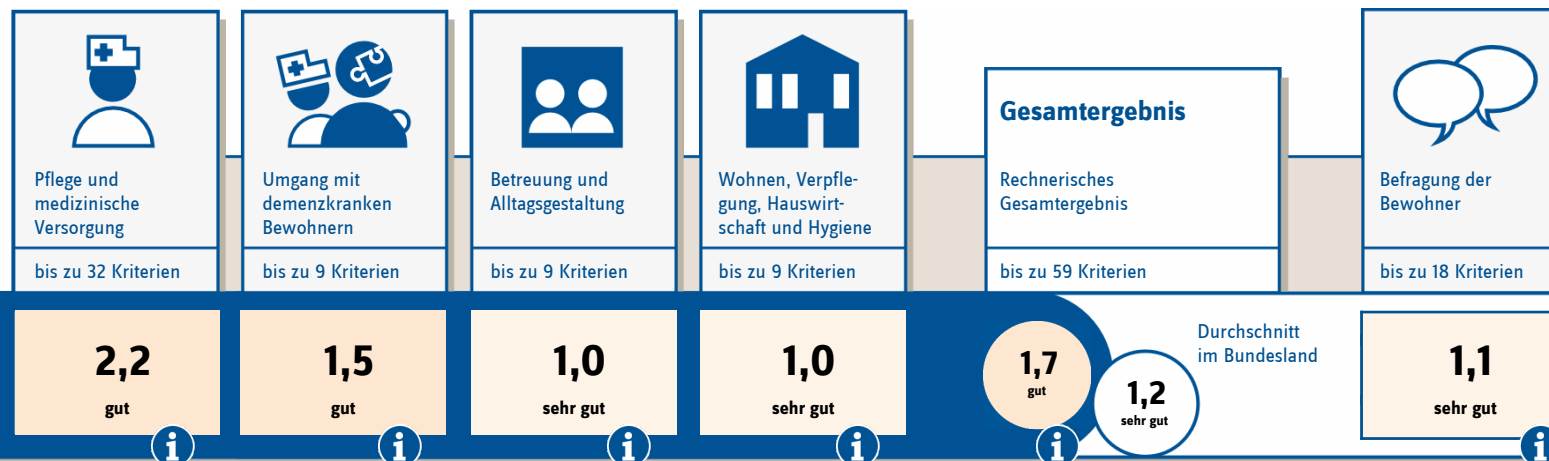 Pflege und
medizinische
Versorgung
bis zu 32 Kriterien
2,2
gut
i
Umgang mit
demenzkranken
Bewohnern
bis zu 9 Kriterien
1,5
gut
i
Betreuung und
Alltagsgestaltung
bis zu 9 Kriterien
1,0
sehr gut
i
Wohnen, Verpfle-
gung, Hauswirt-
schaft und Hygiene
bis zu 9 Kriterien
1,0
sehr gut
i
Gesamtergebnis
Rechnerisches
Gesamtergebnis
bis zu 59 Kriterien
1,7
gut
i
1,2
sehr gut
Durchschnitt
im Bundesland
Befragung der
Bewohner
bis zu 18 Kriterien
1,1
sehr gut
i